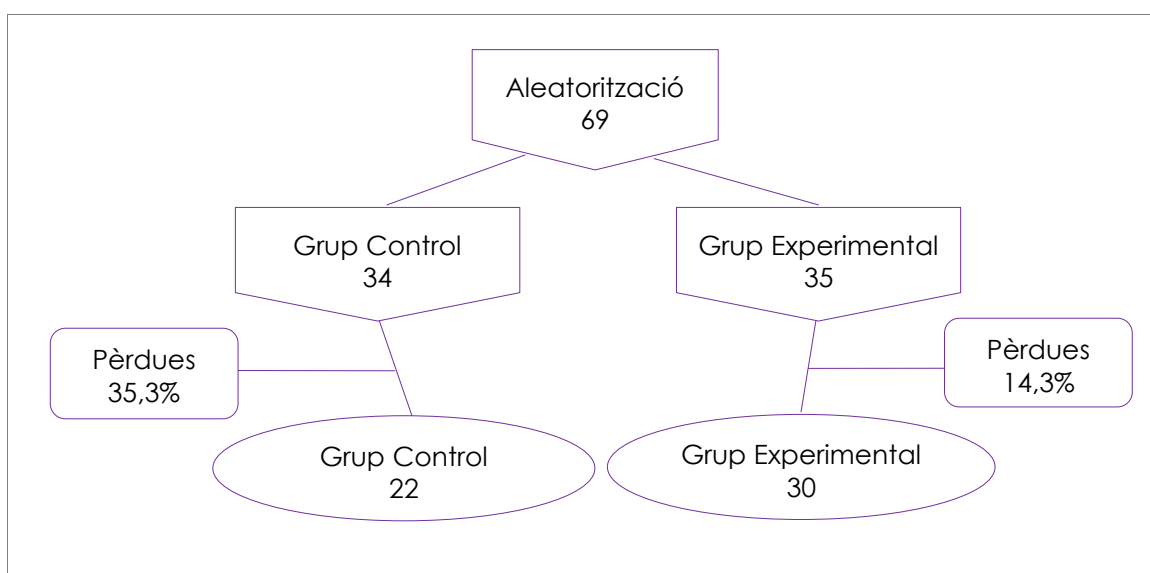 Aleatorització
69
Grup Control
34
Grup Experimental
35
Pèrdues
35,3%
Pèrdues
14,3%
Grup Control
22
Grup Experimental
30